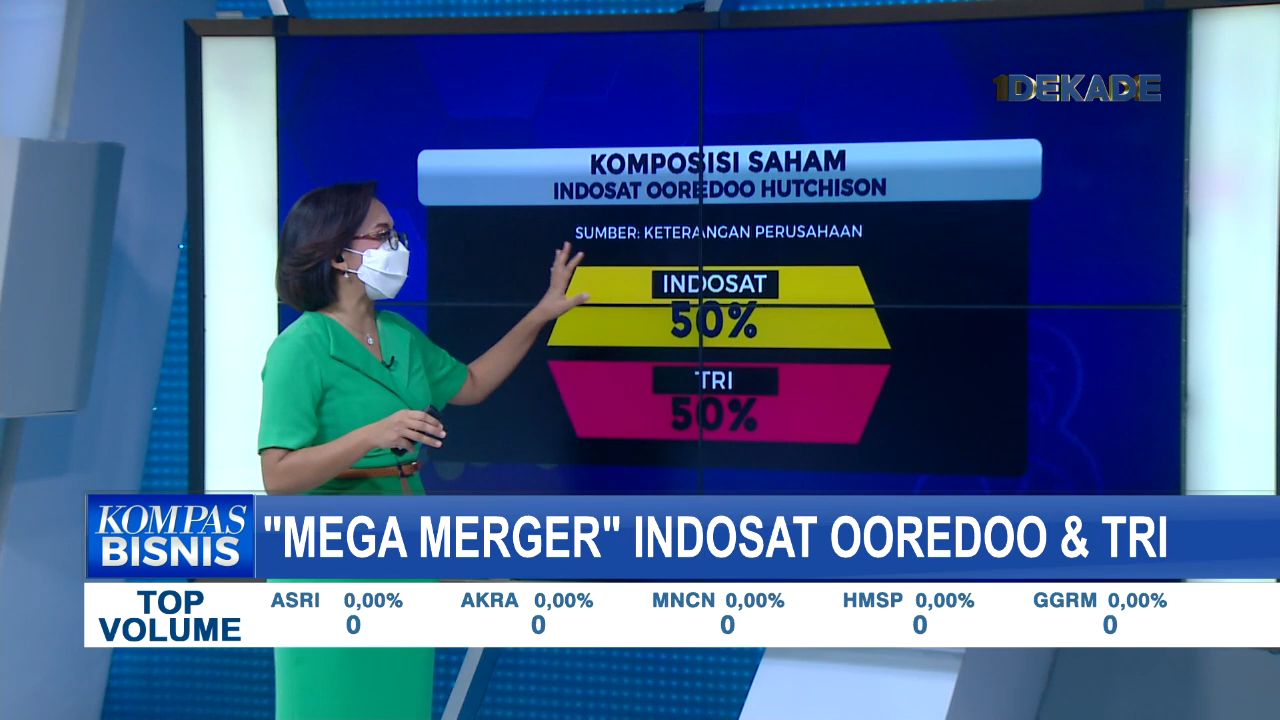 1DEKADE
KOMPOSISI SAHAM
INDOSAT OOREDOO HUTCHISON
SUMBER: KETERANGAN PERUSAHAAN
INDOSAT
50%
TRI
50%
KOMPAS
BISNIS
"MEGA MERGER" INDOSAT OOREDOO & TRI
TOP
VOLUME
ASRI 0,00%
0
AKRA 0,00%
0
MNCN 0,00%
0
HMSP 0,00%
0
GGRM 0,00%
0